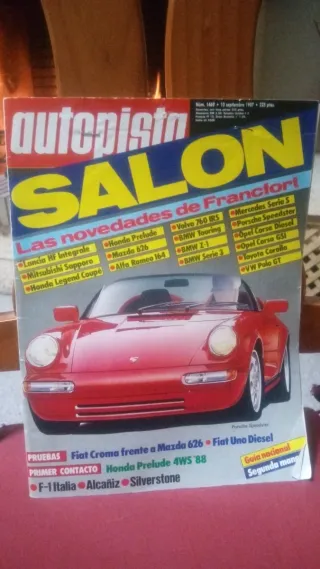 Núm. 1469 • 10 septiembre 1987 • 225 ptas.
autopista
SALON
Las novedades de Francfort
• Lancia HF Integrale
• Mitsubishi Sapporo
• Honda Legend Coupe
• Honda Prelude
• Mazda 626
• Alfa Romeo 164
• Volvo 760 IRS
• BMW Touring
• BMW Z-1
• BMW Serie 3
• Mercedes Serie S
• Porsche Speedster
• Opel Corsa Diesel
• Opel Corsa GSI
• Toyota Corolla
• VW Polo GT
Porsche Speedster
PRUEBAS Fiat Croma frente a Mazda 626 • Fiat Uno Diesel
PRIMER CONTACTO Honda Prelude 4WS '88
• F-1 Italia • Alcañiz • Silverstone
Guía nacional
Segunda mano